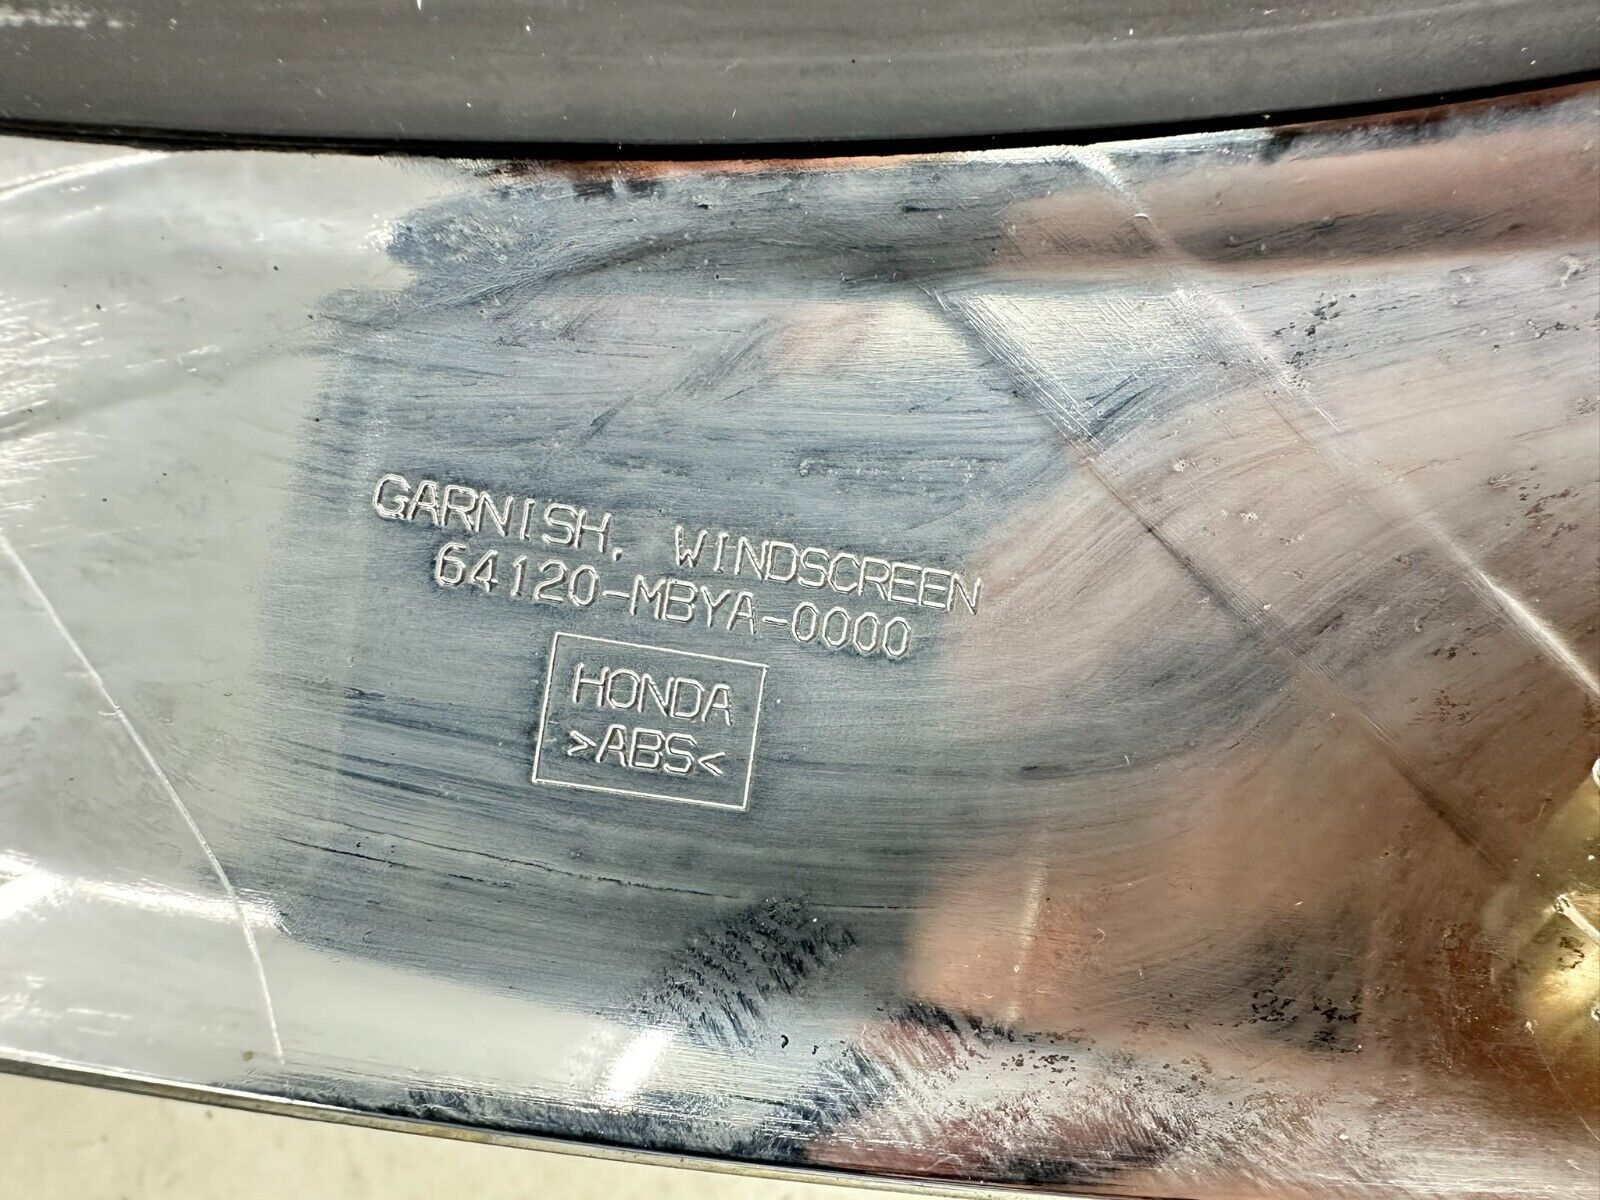 GARNISH, WINDSCREEN
64120-MBYA-0000
HONDA
>ABS<